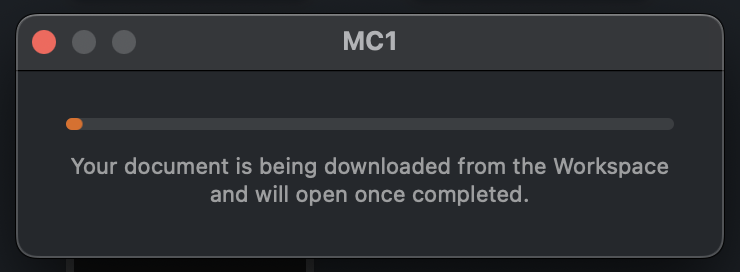 MC1
Your document is being downloaded from the Workspace
and will open once completed.